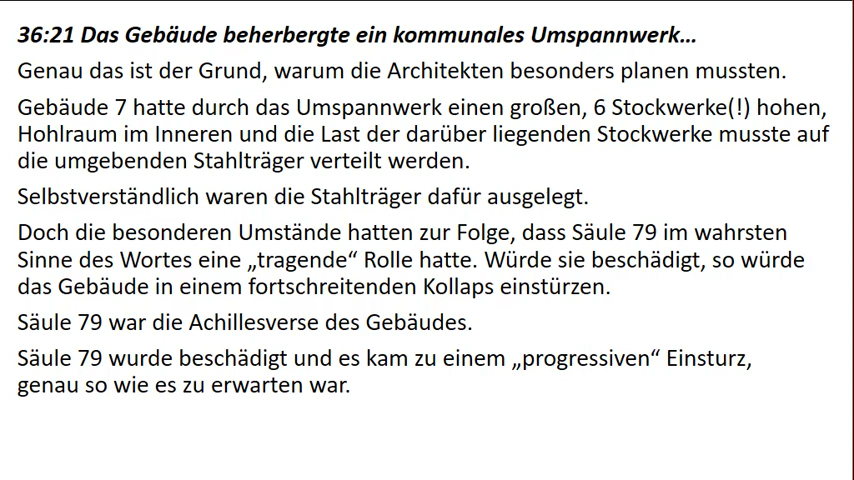 36:21 Das Gebäude beherbergte ein kommunales Umspannwerk…
Genau das ist der Grund, warum die Architekten besonders planen mussten.
Gebäude 7 hatte durch das Umspannwerk einen großen, 6 Stockwerke(!) hohen,
Hohlraum im Inneren und die Last der darüber liegenden Stockwerke musste auf
die umgebenden Stahlträger verteilt werden.
Selbstverständlich waren die Stahlträger dafür ausgelegt.
Doch die besonderen Umstände hatten zur Folge, dass Säule 79 im wahrsten
Sinne des Wortes eine „tragende“ Rolle hatte. Würde sie beschädigt, so würde
das Gebäude in einem fortschreitenden Kollaps einstürzen.
Säule 79 war die Achillesverse des Gebäudes.
Säule 79 wurde beschädigt und es kam zu einem „progressiven“ Einsturz,
genau so wie es zu erwarten war.